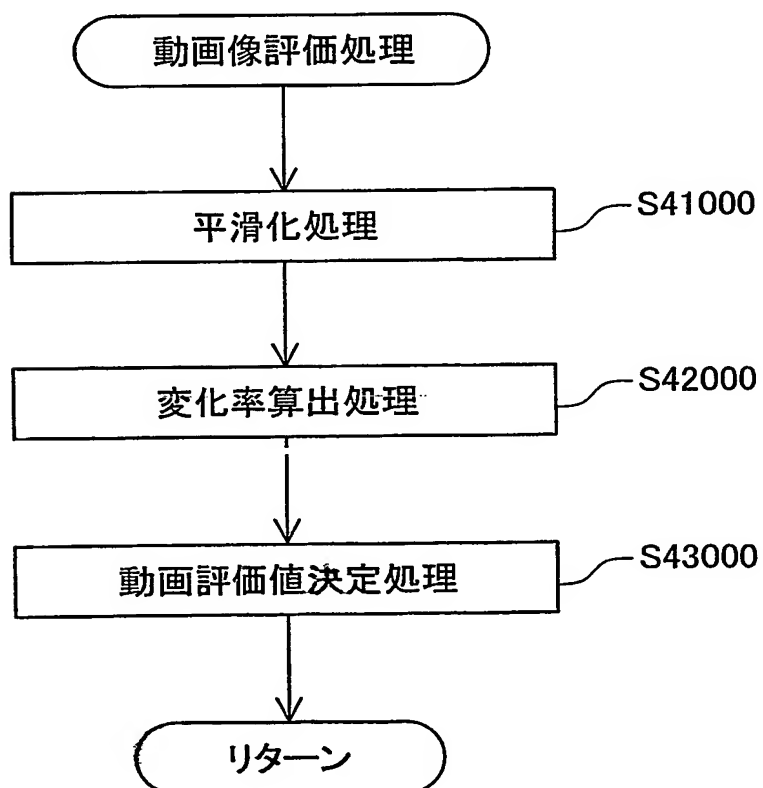 動画像評価処理
平滑化処理
S41000
変化率算出処理
S42000
動画評価値決定処理
S43000
リターン